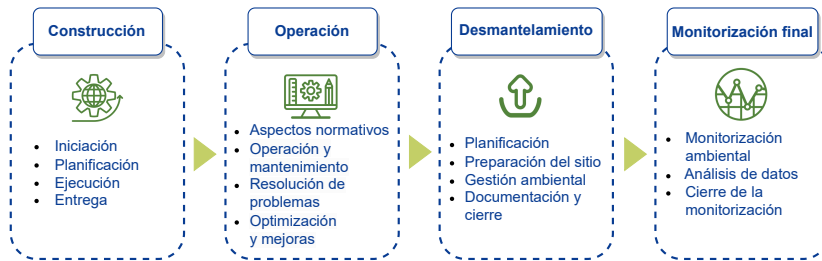 Construcción
Iniciación
Planificación
Ejecución
Entrega
Operación
Aspectos normativos
Operación y
mantenimiento
Resolución de
problemas
Optimización
y mejoras
Desmantelamiento
Planificación
Preparación del sitio
Gestión ambiental
Documentación y
cierre
Monitorización final
Monitorización
ambiental
Análisis de datos
Cierre de la
monitorización